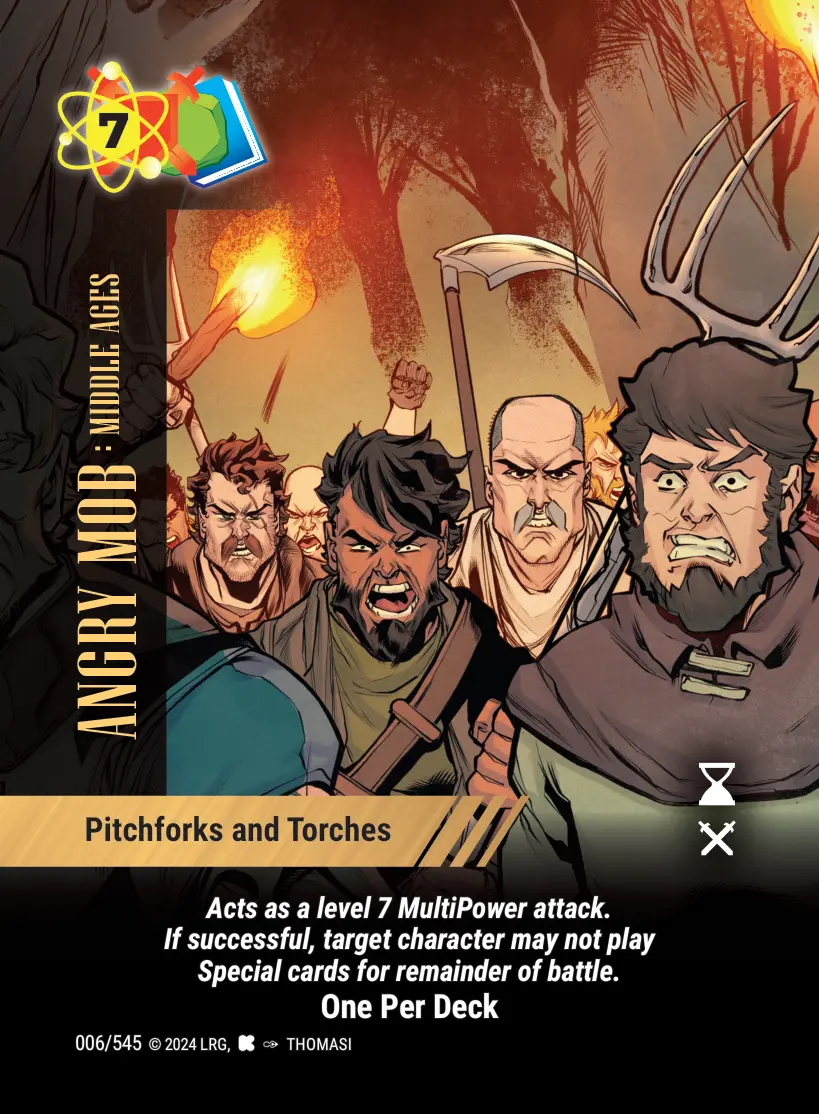 7
ANGRY MOB: MIDDLE AGES
Pitchforks and Torches
Acts as a level 7 MultiPower attack.
If successful, target character may not play
Special cards for remainder of battle.
One Per Deck
006/545 © 2024 LRG, THOMASI